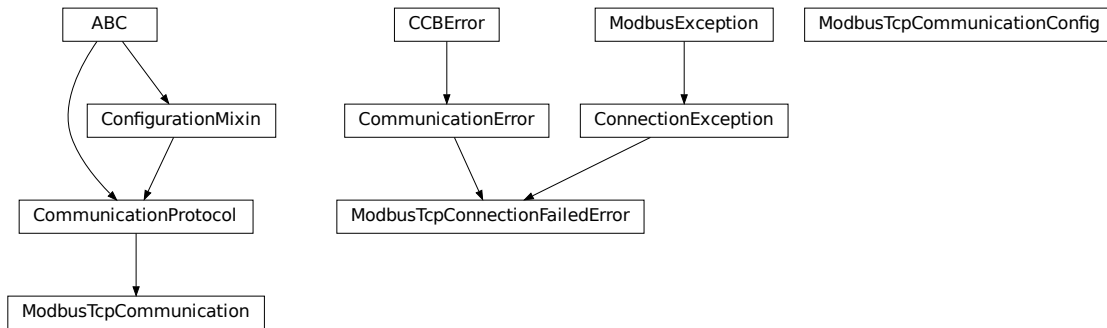 ABC
CCBError
ModbusException
ModbusTcpCommunicationConfig
ConfigurationMixin
CommunicationError
ConnectionException
CommunicationProtocol
ModbusTcpConnectionFailedError
ModbusTcpCommunication